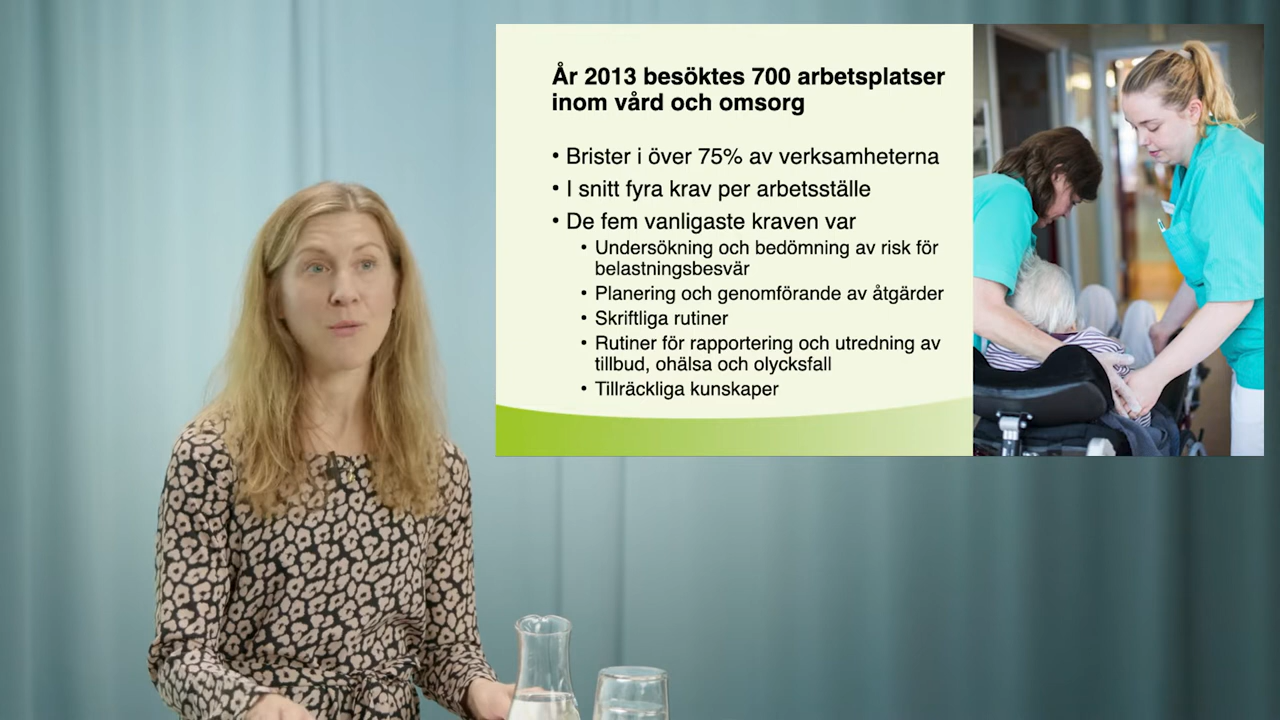 År 2013 besöktes 700 arbetsplatser
inom vård och omsorg
• Brister i över 75% av verksamheterna
• I snitt fyra krav per arbetsställe
• De fem vanligaste kraven var
• Undersökning och bedömning av risk för
belastningsbesvär
• Planering och genomförande av åtgärder
• Skriftliga rutiner
• Rutiner för rapportering och utredning av
tillbud, ohälsa och olycksfall
• Tillräckliga kunskaper